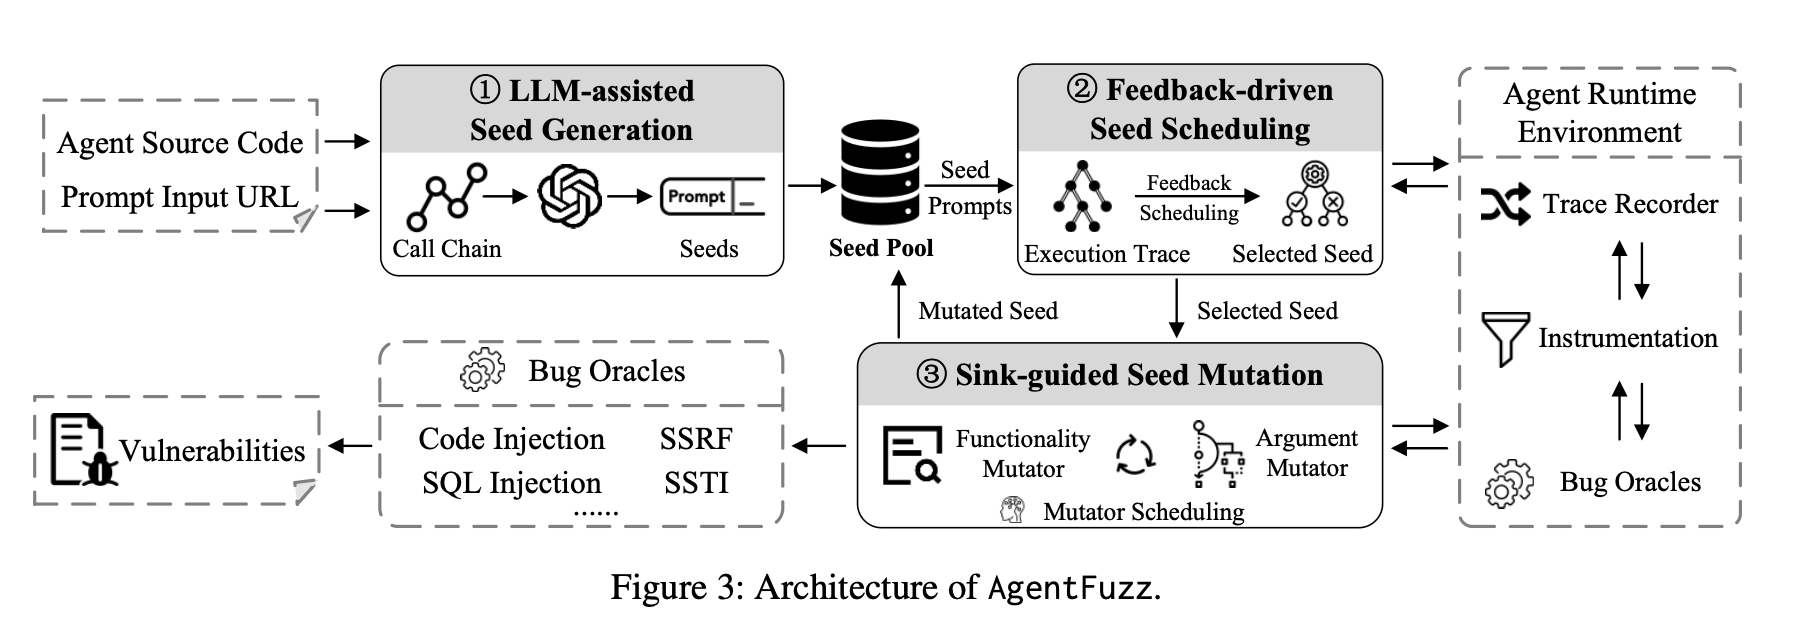 Agent Source Code
Prompt Input URL
① LLM-assisted
Seed Generation
Call Chain
Prompt
Seeds
Seed Pool
Seed
Prompts
② Feedback-driven
Seed Scheduling
Feedback
Scheduling
Execution Trace
Selected Seed
Agent Runtime
Environment
Trace Recorder
Instrumentation
Bug Oracles
Mutated Seed
Selected Seed
③ Sink-guided Seed Mutation
Functionality
Mutator
Argument
Mutator
Mutator Scheduling
Bug Oracles
Code Injection
SSRF
SQL Injection
SSTI
......
Vulnerabilities
Figure 3: Architecture of AgentFuzz.